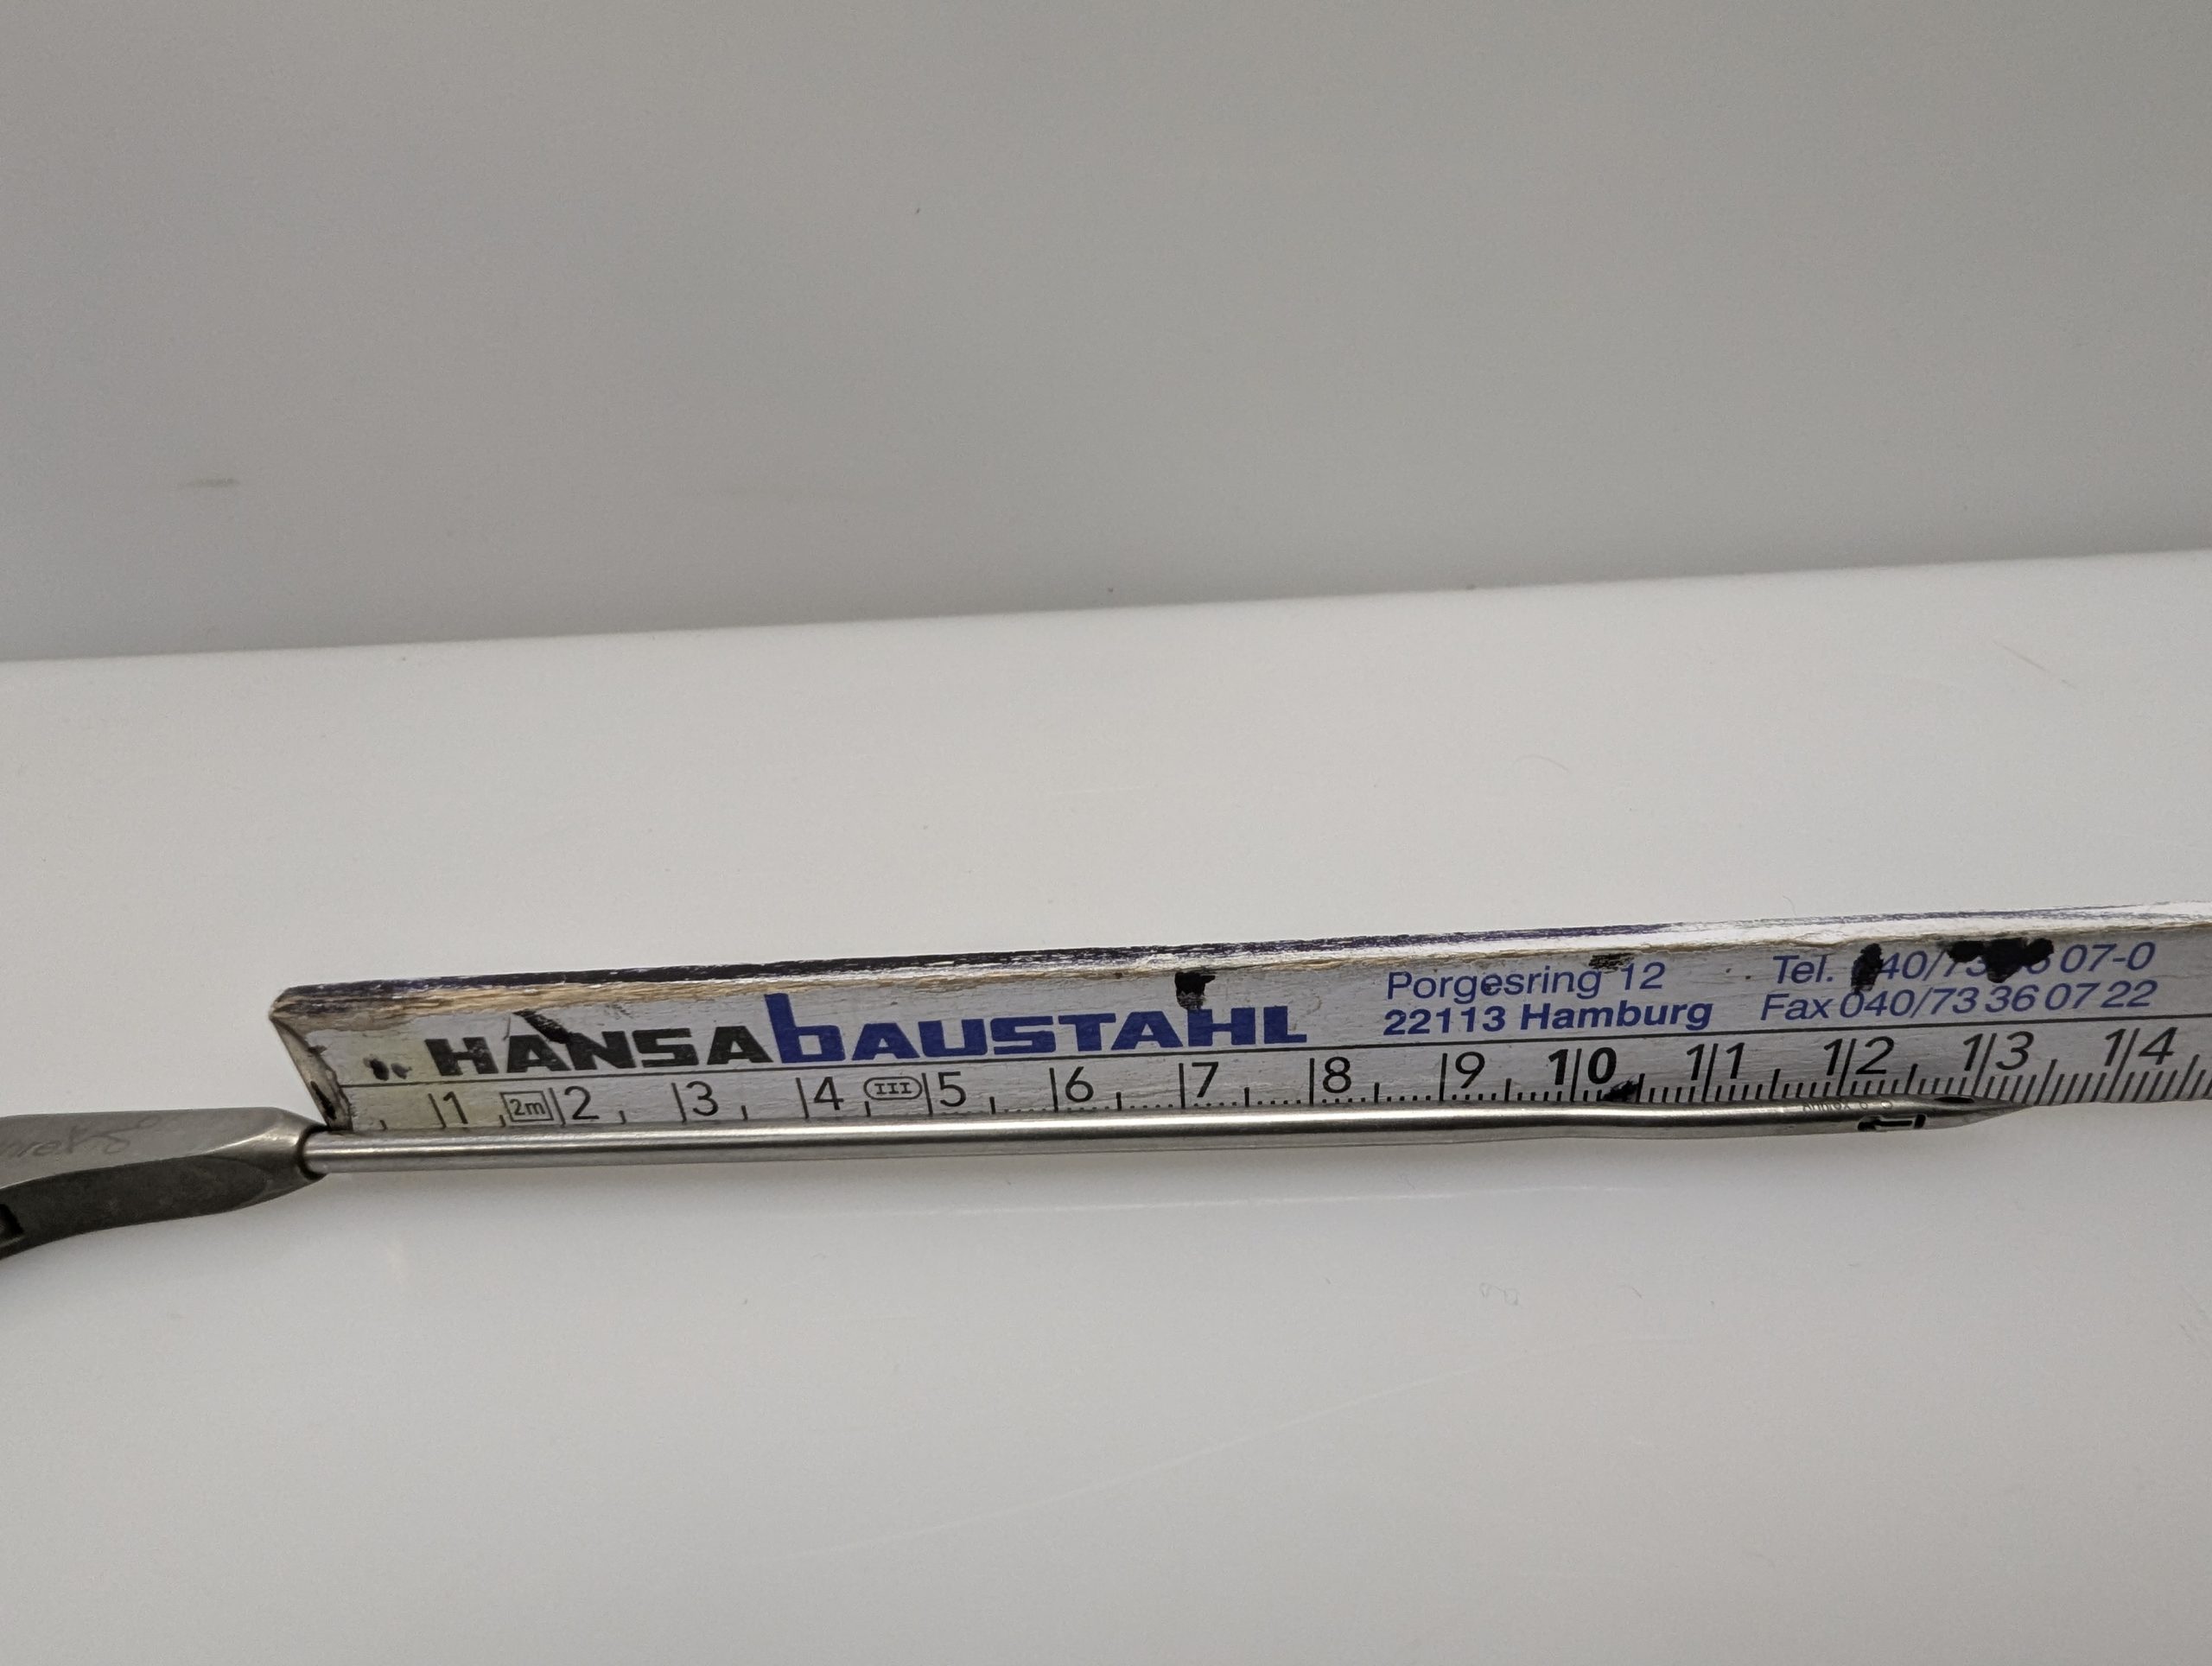 HANSAbAUSTAHL
Porgesring 12
22113 Hamburg
Tel. 07-0
Fax 040/73 36 07 22
1 2m 2 3 4 III 5 6 7 8 9 10 11 12 13 14